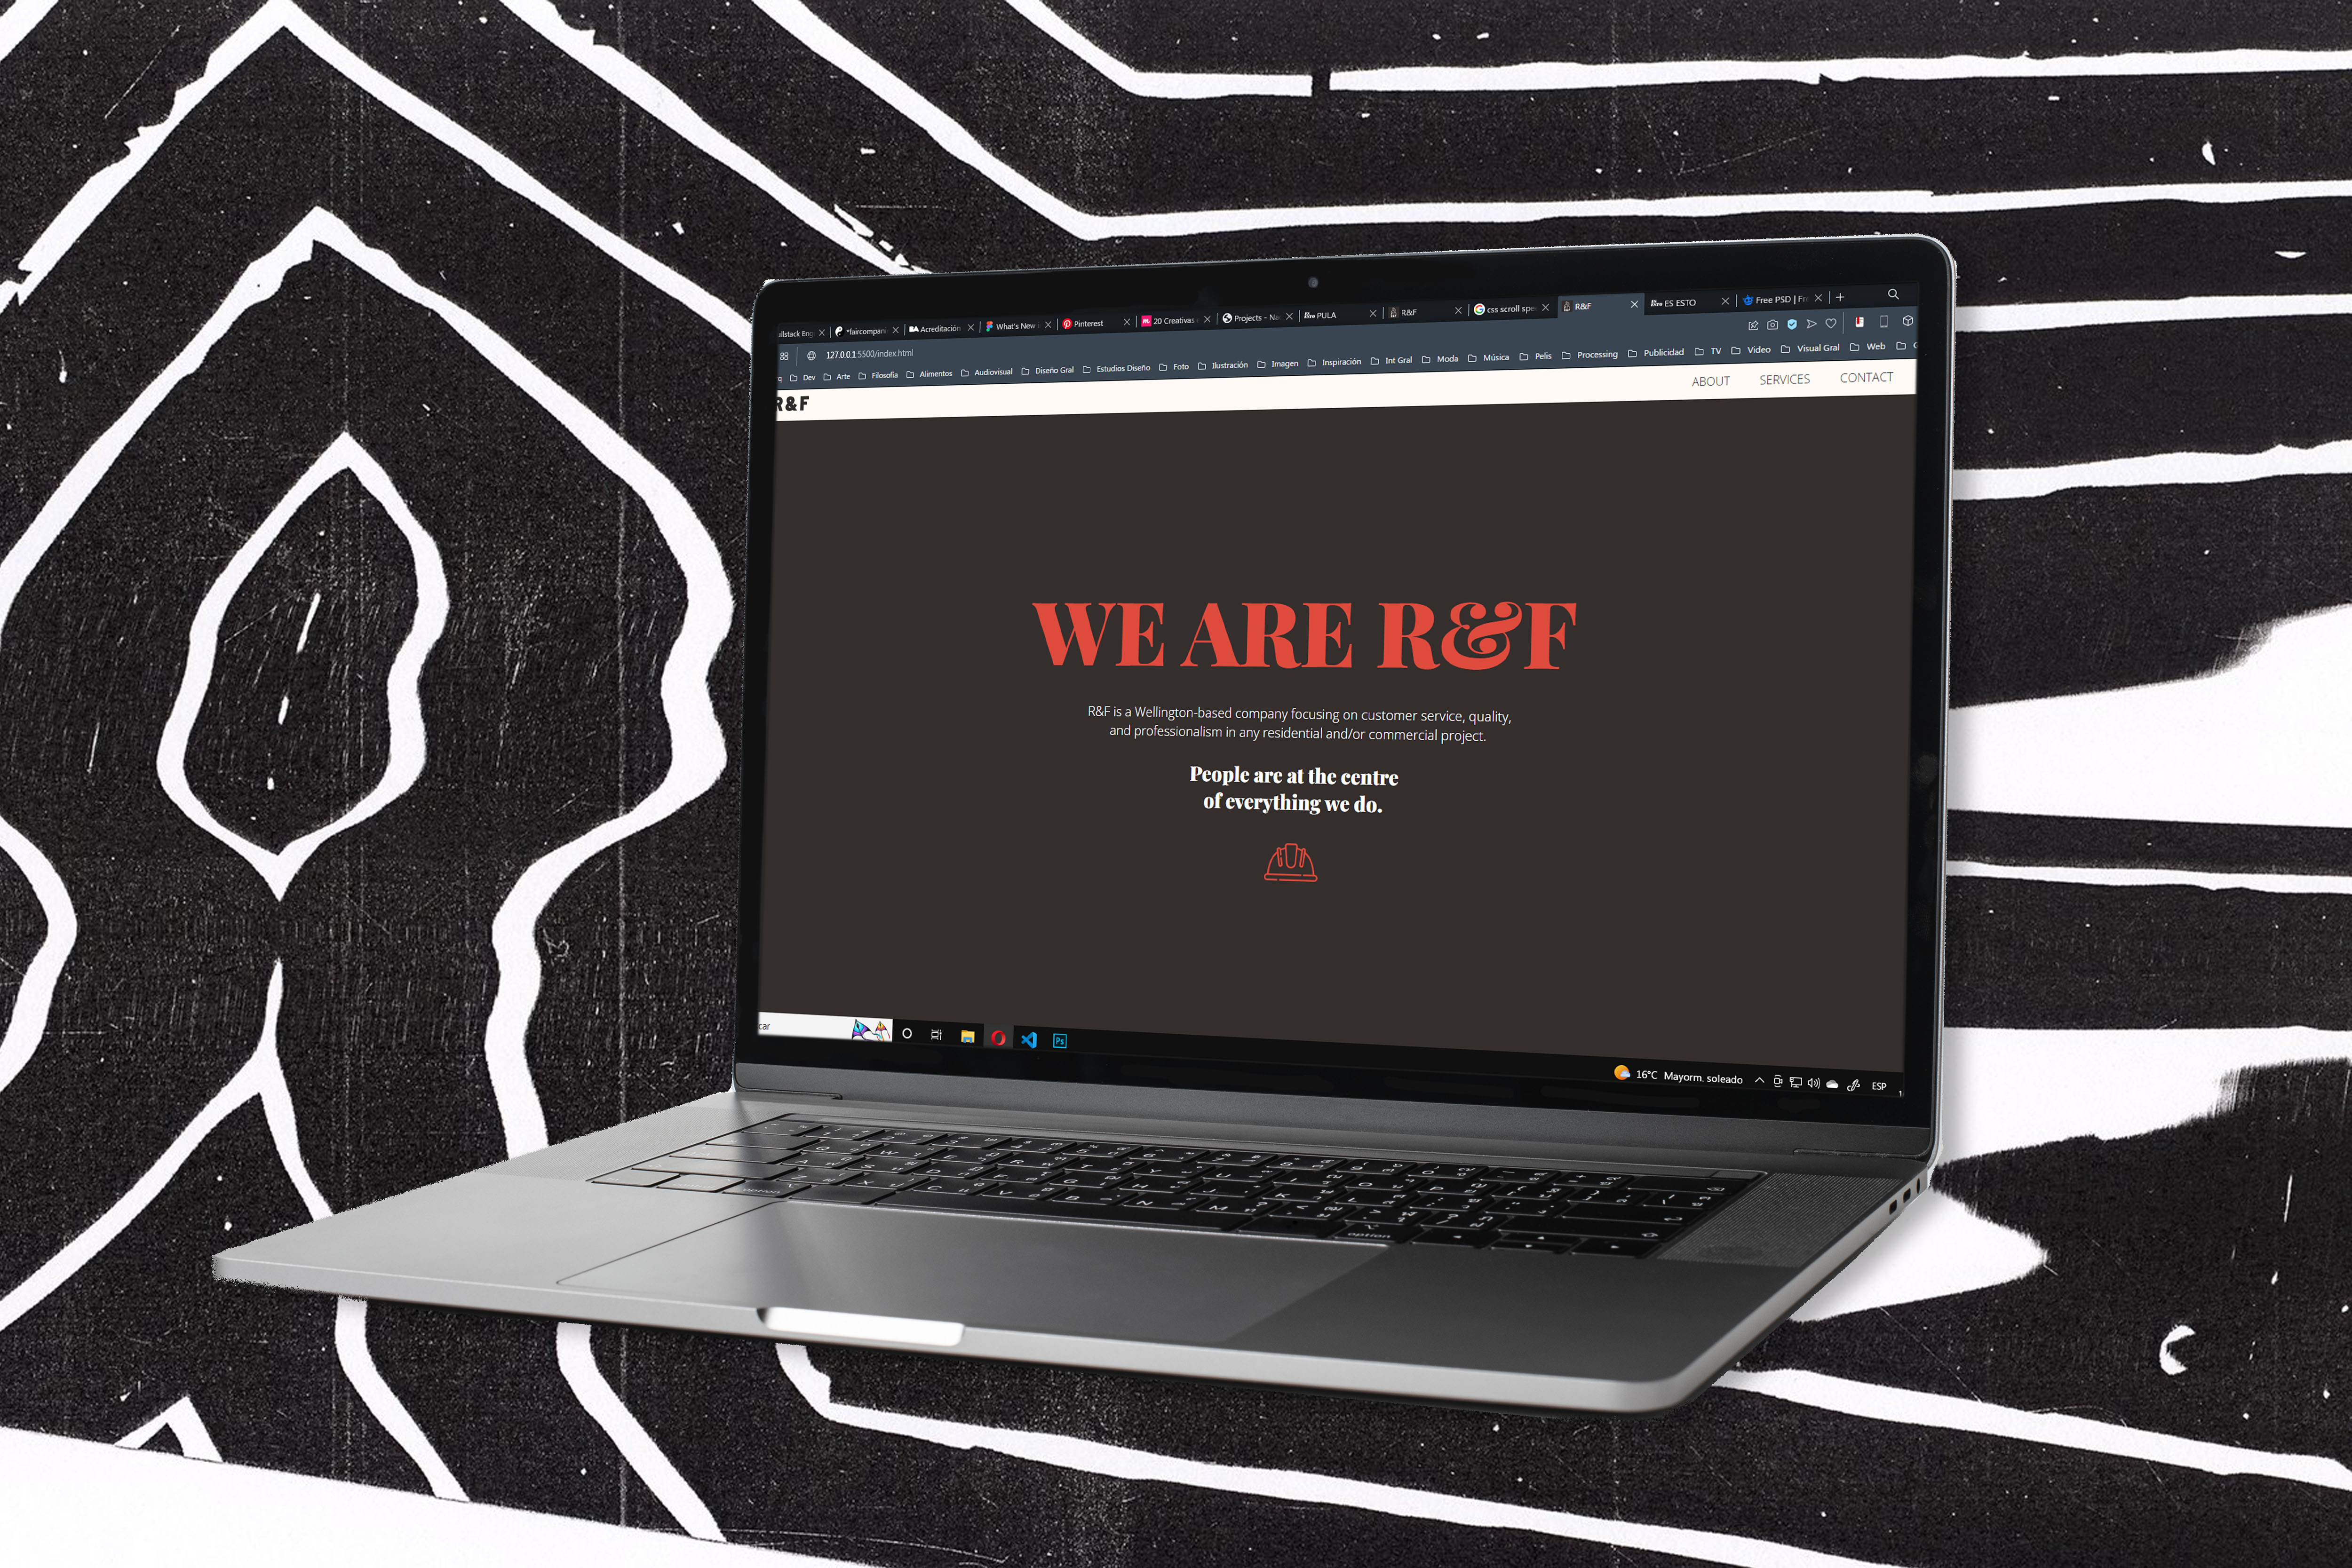 *faircompan
Acreditación
What's New
Pinterest
20 Creativas
Projects - Na
PULA
R&F
css scroll spe
R&F
ES ESTO
Free PSD | Fr
127.0.0.1:5500/index.html
Dev Arte Filosofía Alimentos Audiovisual Diseño Gral Estudios Diseño Foto Ilustración Imagen Inspiración Int Gral Moda Música Pelis Processing Publicidad TV Video Visual Gral Web
R&F
ABOUT SERVICES CONTACT
WE ARE R&F
R&F is a Wellington-based company focusing on customer service, quality,
and professionalism in any residential and/or commercial project.
People are at the centre
of everything we do.
car
Ps
16°C Mayorm. soleado
ESP
option
option